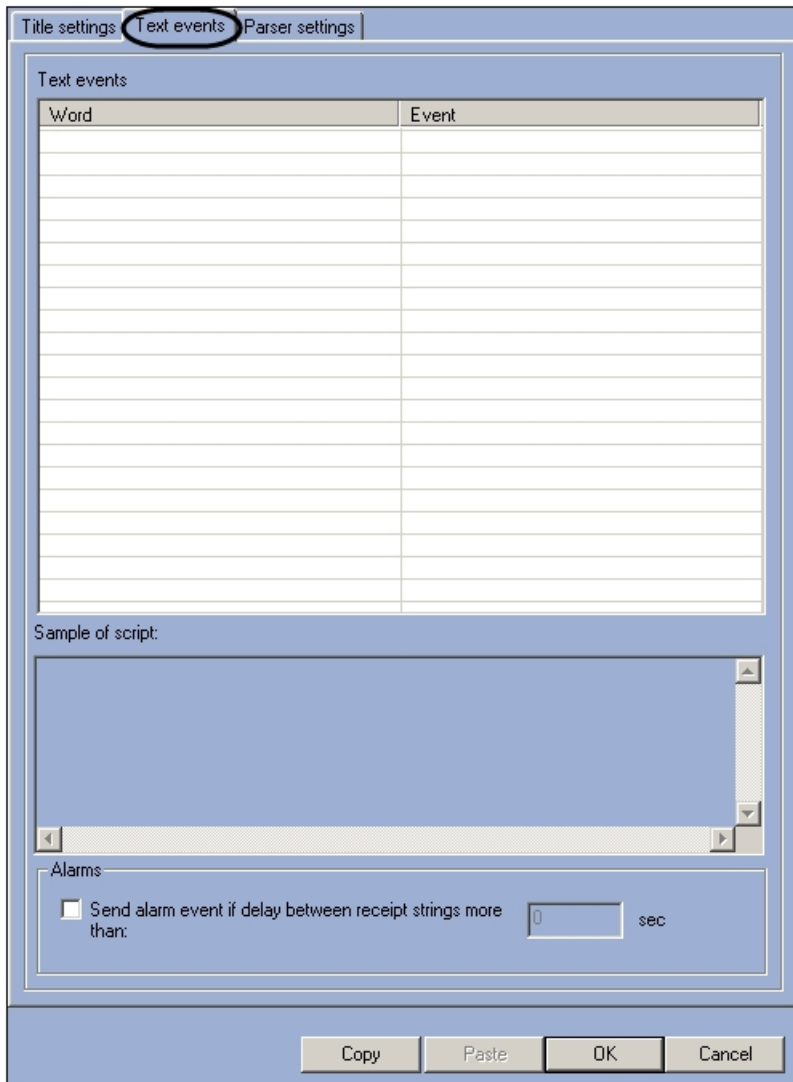 Title settings Text events Parser settings
Text events
Word Event
Sample of script:
Alarms
Send alarm event if delay between receipt strings more than: 0 sec
Copy Paste OK Cancel